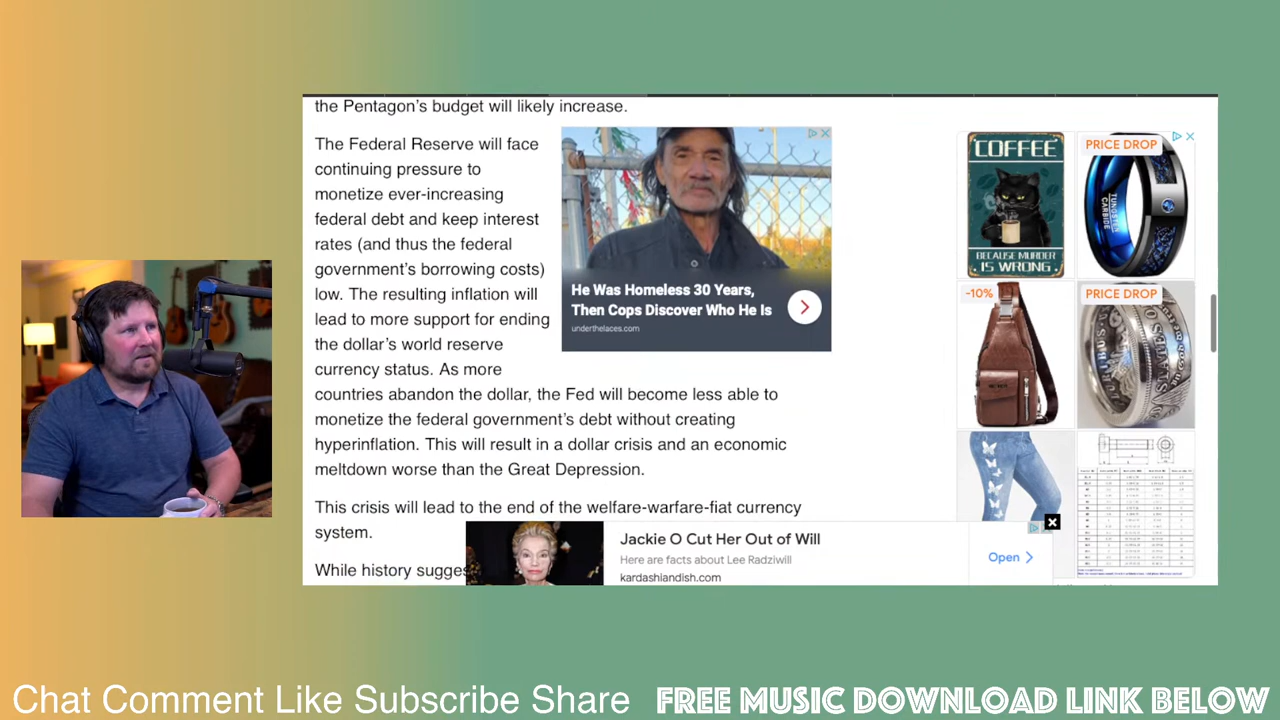 the Pentagon's budget will likely increase.
The Federal Reserve will face
continuing pressure to
monetize ever-increasing
federal debt and keep interest
rates (and thus the federal
government's borrowing costs)
low. The resulting inflation will
lead to more support for ending
the dollar's world reserve
currency status. As more
countries abandon the dollar, the Fed will become less able to
monetize the federal government's debt without creating
hyperinflation. This will result in a dollar crisis and an economic
meltdown worse than the Great Depression.
This crisis will lead to the end of the welfare-warfare-fiat currency
system.
While history
He Was Homeless 30 Years,
Then Cops Discover Who He Is
underthelaces.com
COFFEE
BECAUSE MURDER
IS WRONG
PRICE DROP
TUNGSTEN
CARBIDE
-10%
PRICE DROP
Jackie O Cut Her Out of Will
Here are facts about Lee Radziwill
kardashiandish.com
Open
Chat Comment Like Subscribe Share
FREE MUSIC DOWNLOAD LINK BELOW